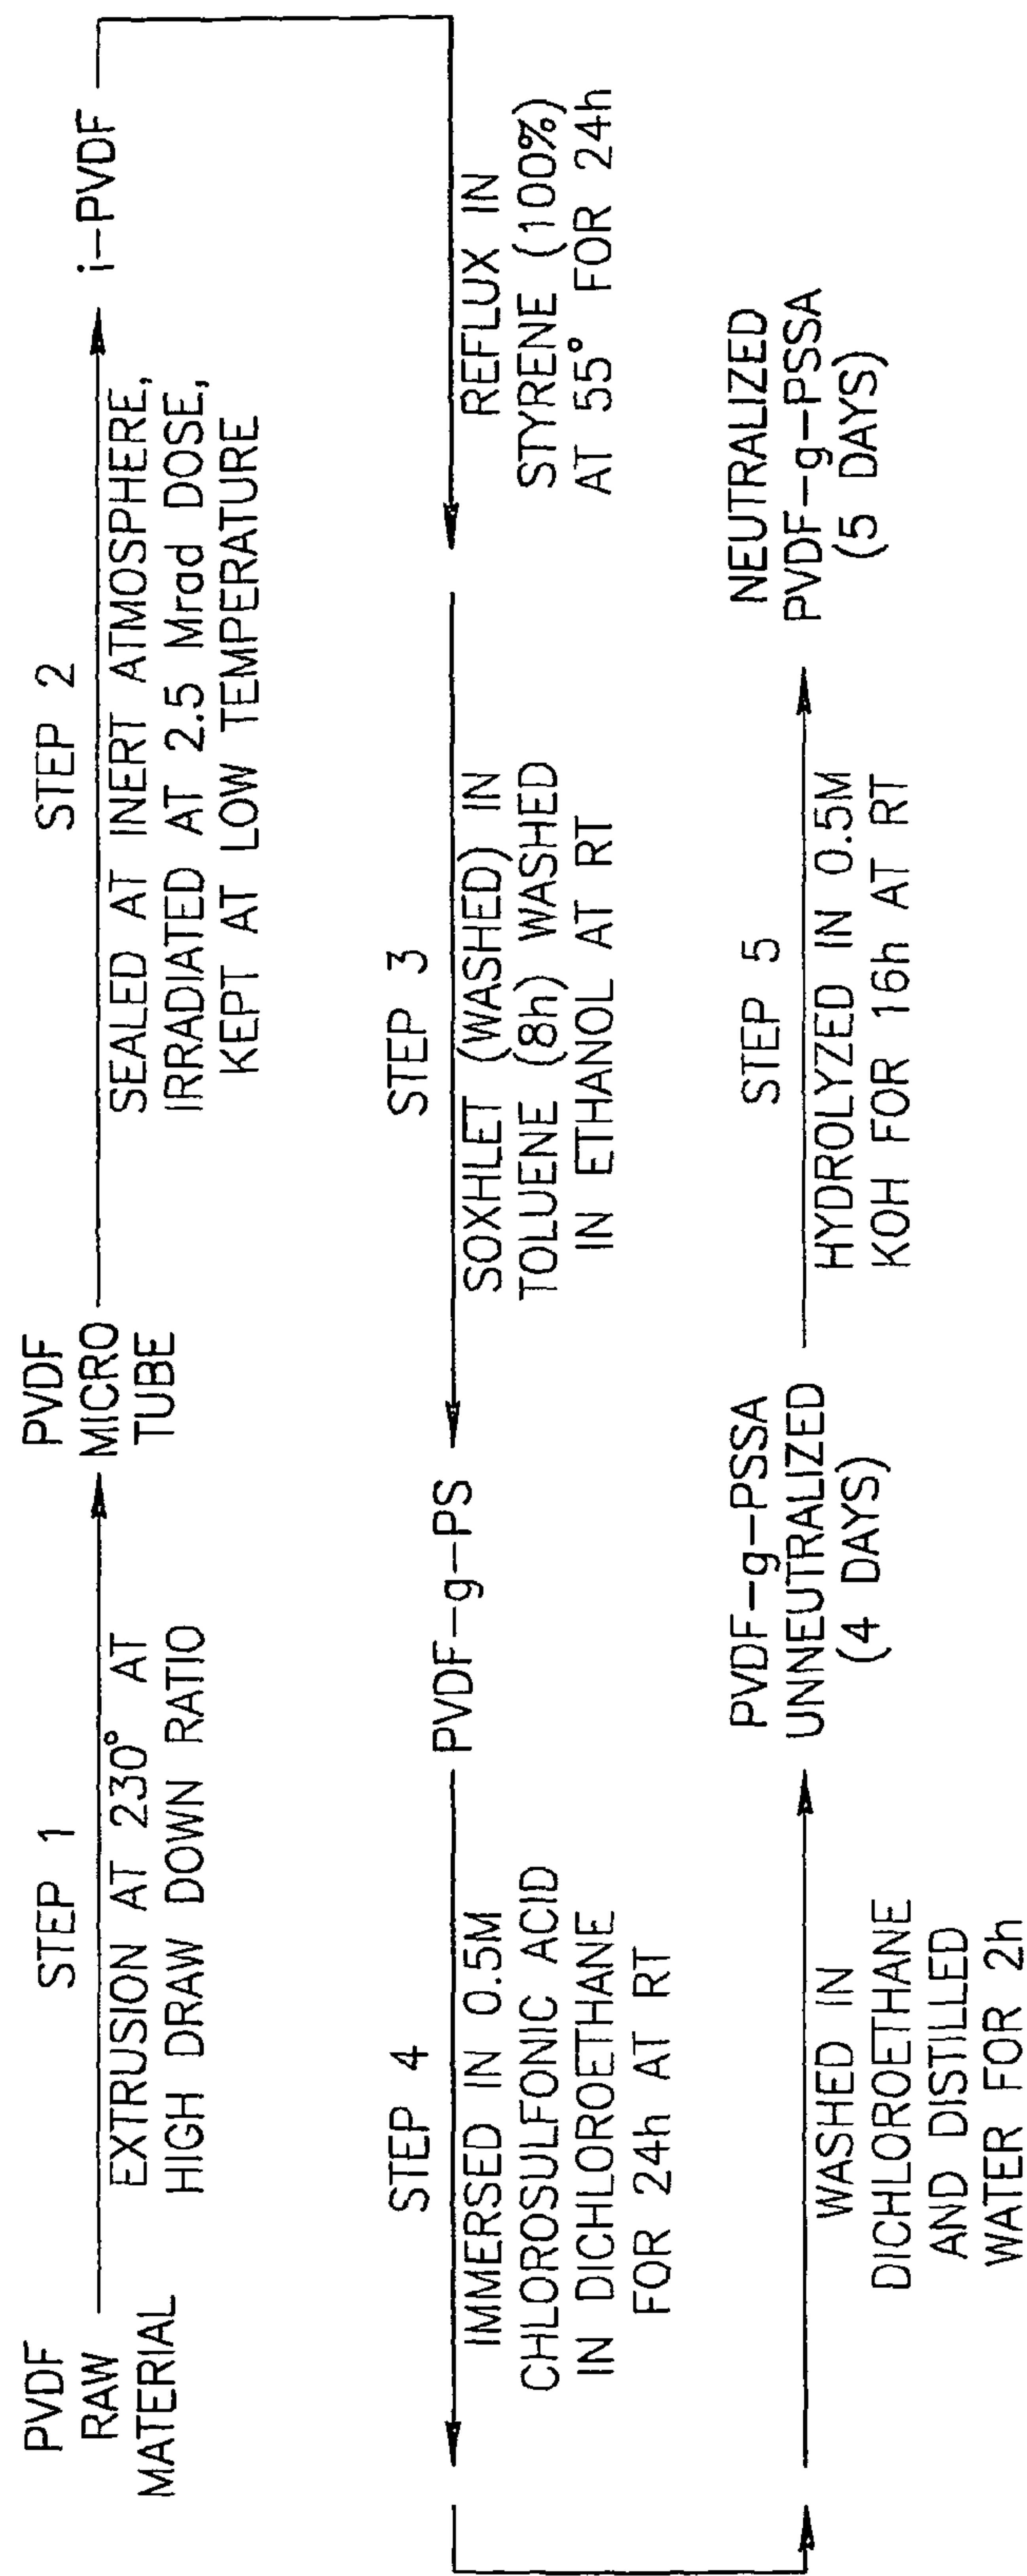 PVDF
RAW
MATERIAL
STEP 1
EXTRUSION AT 230° AT
HIGH DRAW DOWN RATIO
PVDF
MICRO
TUBE
STEP 2
SEALED AT INERT ATMOSPHERE,
IRRADIATED AT 2.5 Mrad DOSE,
KEPT AT LOW TEMPERATURE
i-PVDF
REFLUX IN
STYRENE (100%)
AT 55° FOR 24h
STEP 3
SOXHLET (WASHED) IN
TOLUENE (8h) WASHED
IN ETHANOL AT RT
PVDF-g-PS
STEP 4
IMMERSED IN 0.5M
CHLOROSULFONIC ACID
IN DICHLOROETHANE
FOR 24h AT RT
WASHED IN
DICHLOROETHANE
AND DISTILLED
WATER FOR 2h
PVDF-g-PSSA
UNNEUTRALIZED
(4 DAYS)
STEP 5
HYDROLYZED IN 0.5M
KOH FOR 16h AT RT
NEUTRALIZED
PVDF-g-PSSA
(5 DAYS)